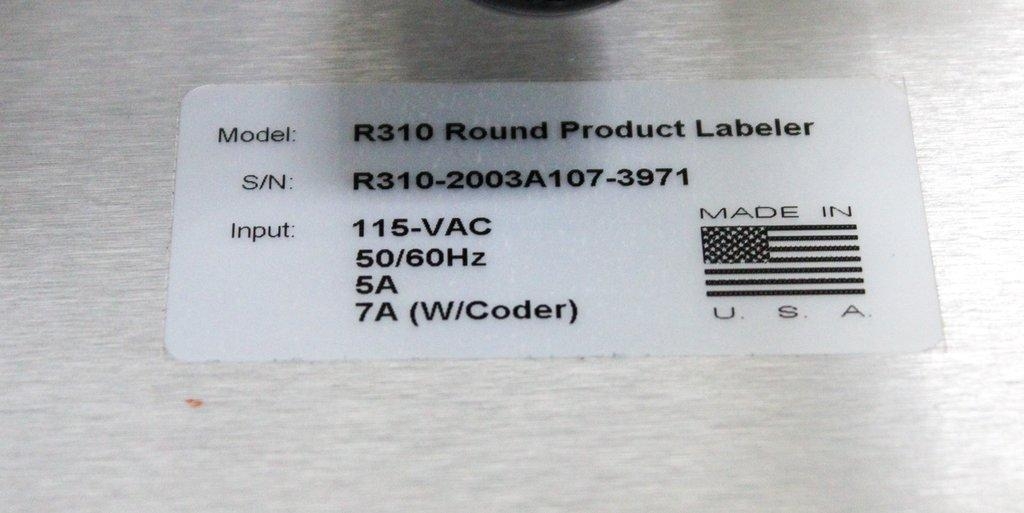 Model: R310 Round Product Labeler
S/N: R310-2003A107-3971
Input: 115-VAC
50/60Hz
5A
7A (W/Coder)
MADE IN
U. S. A.